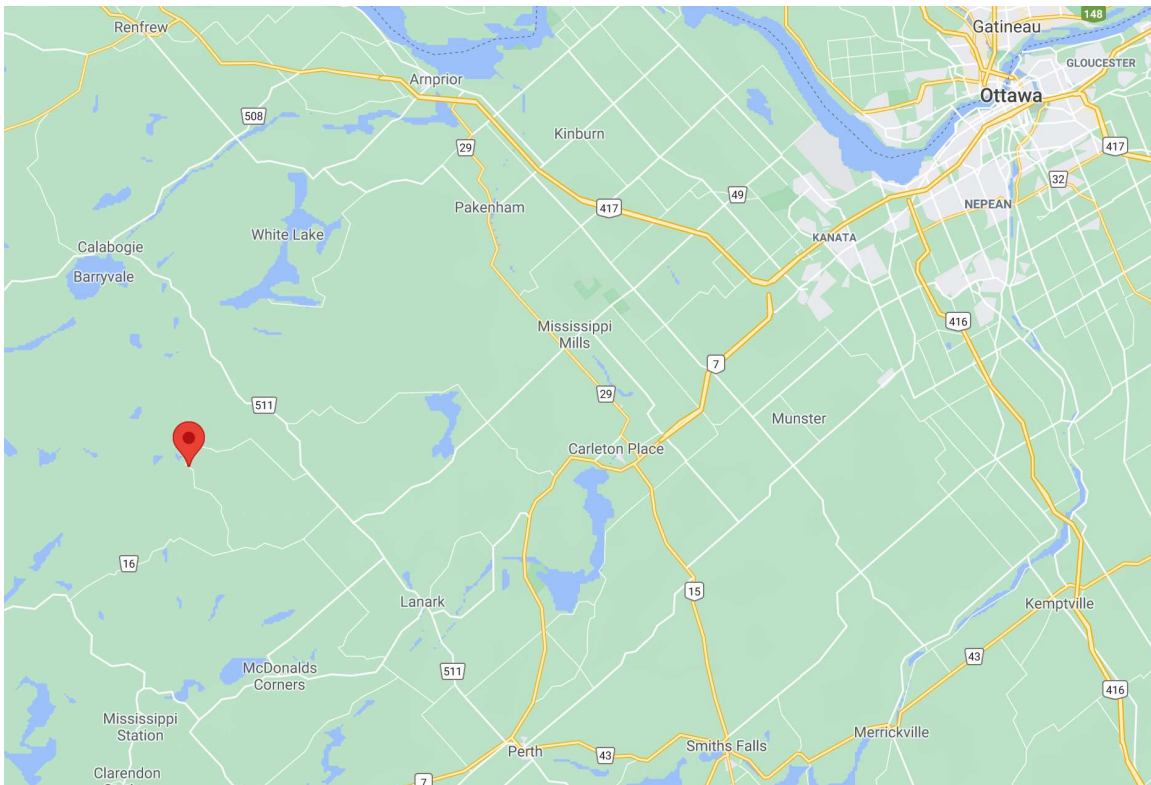 148
Renfrew
Gatineau
GLOUCESTER
Arnprior
Ottawa
508
Kinburn
29
417
32
49
NEPEAN
Pakenham
417
White Lake
KANATA
Calabogie
Barryvale
416
Mississippi
Mills
7
29
511
Munster
Carleton Place
16
15
Lanark
Kemptville
43
McDonalds
Corners
511
416
Mississippi
Station
Merrickville
Perth
43
Smiths Falls
Clarendon
7